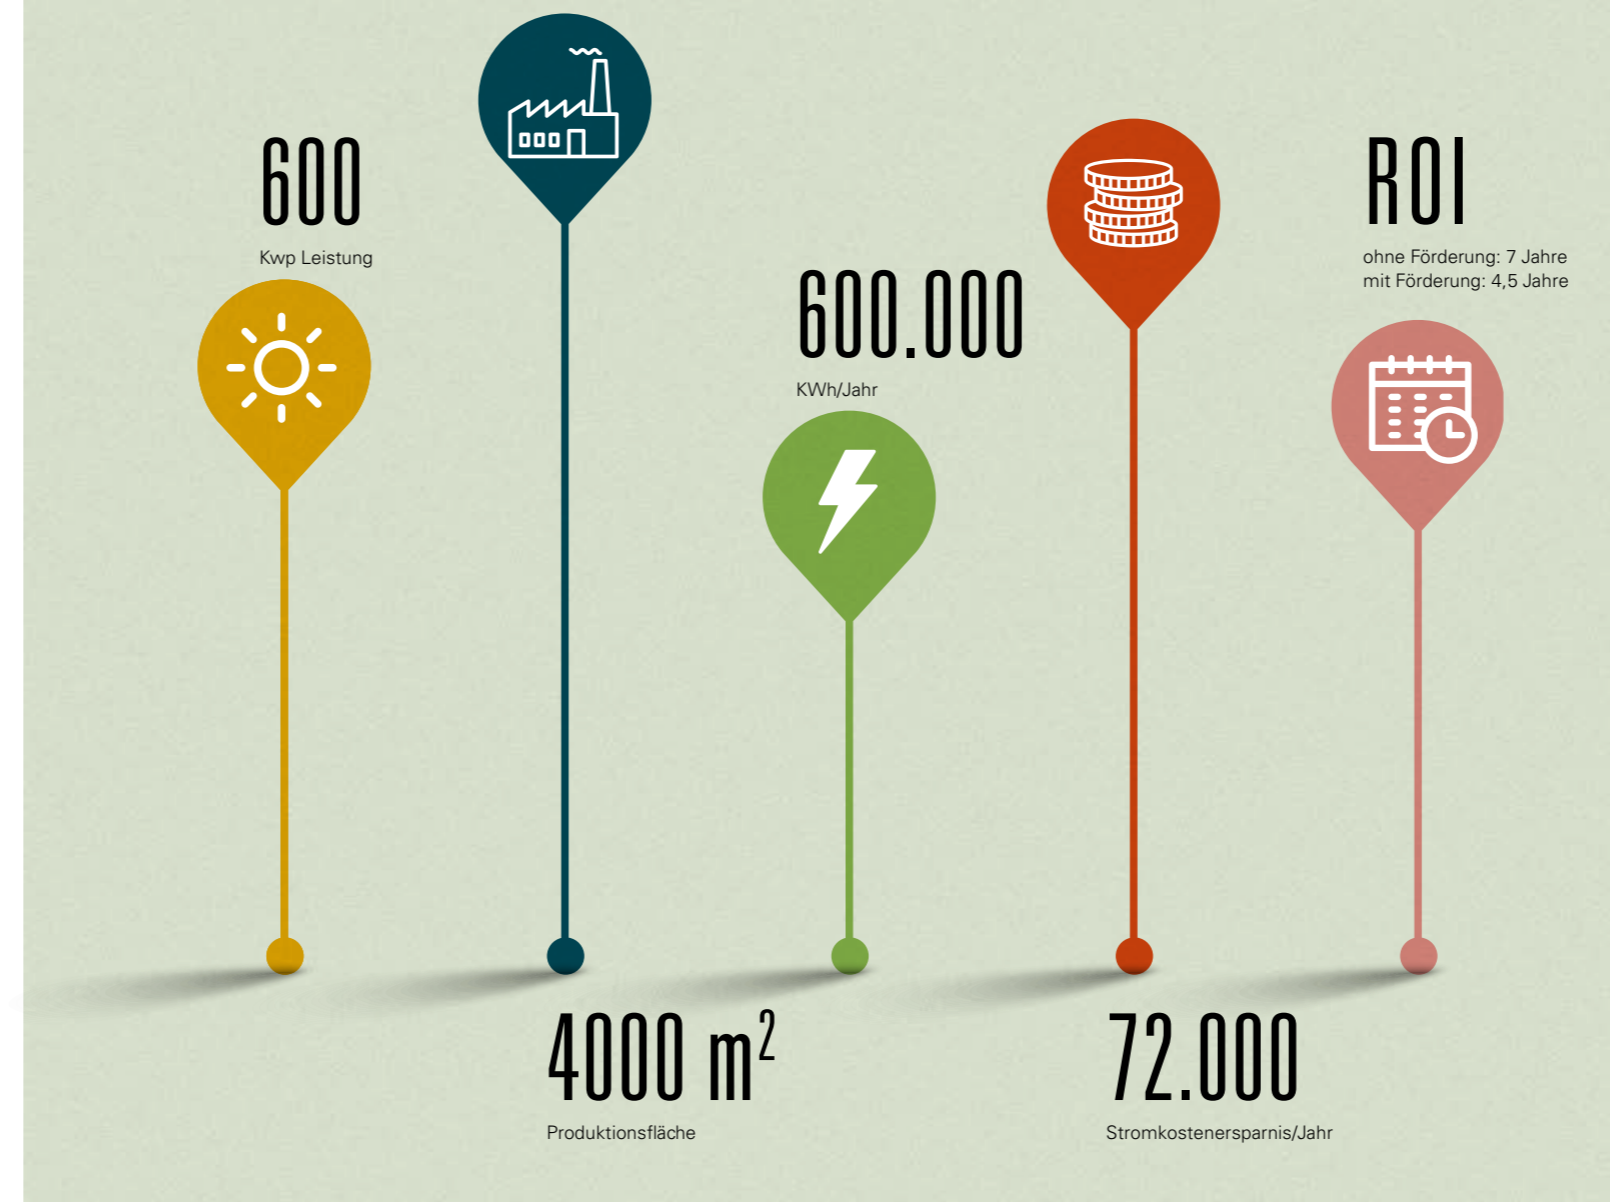 600
Kwp Leistung
4000 m²
Produktionsfläche
600.000
KWh/Jahr
72.000
Stromkostenersparnis/Jahr
ROI
ohne Förderung: 7 Jahre
mit Förderung: 4,5 Jahre